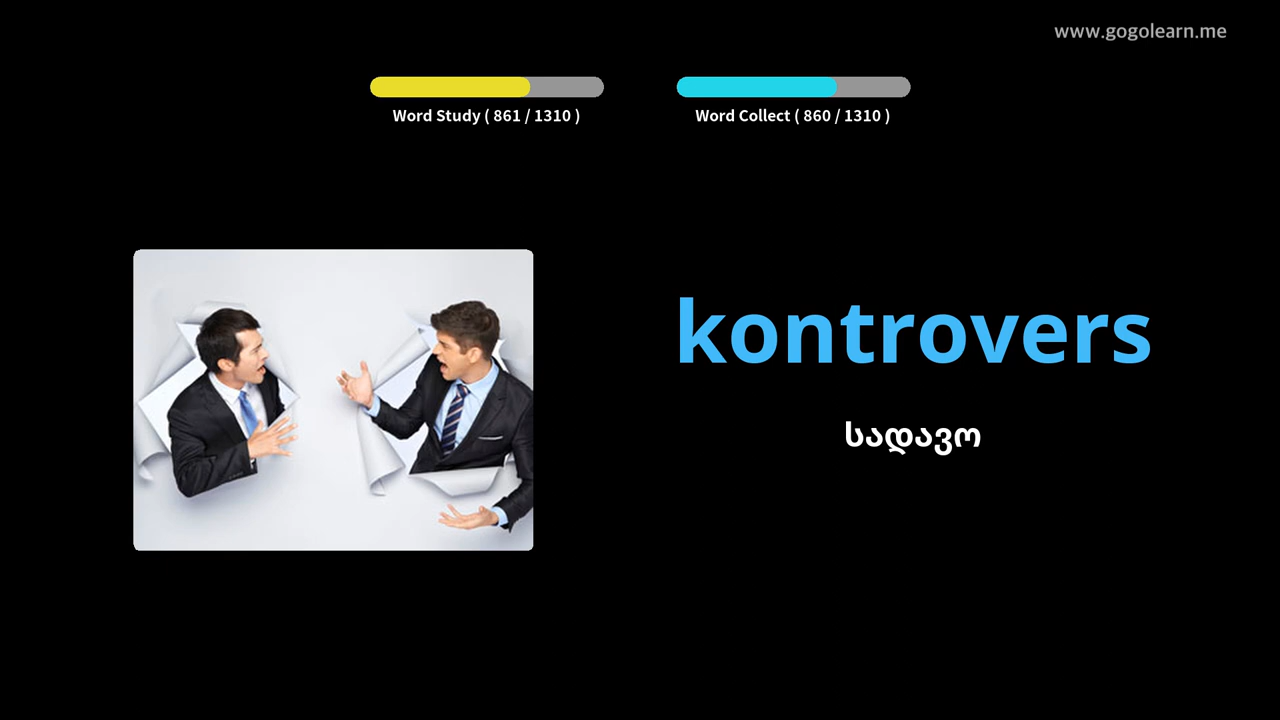 www.gogolearn.me
Word Study ( 861 / 1310 )
Word Collect ( 860 / 1310 )
kontrovers
სადავო